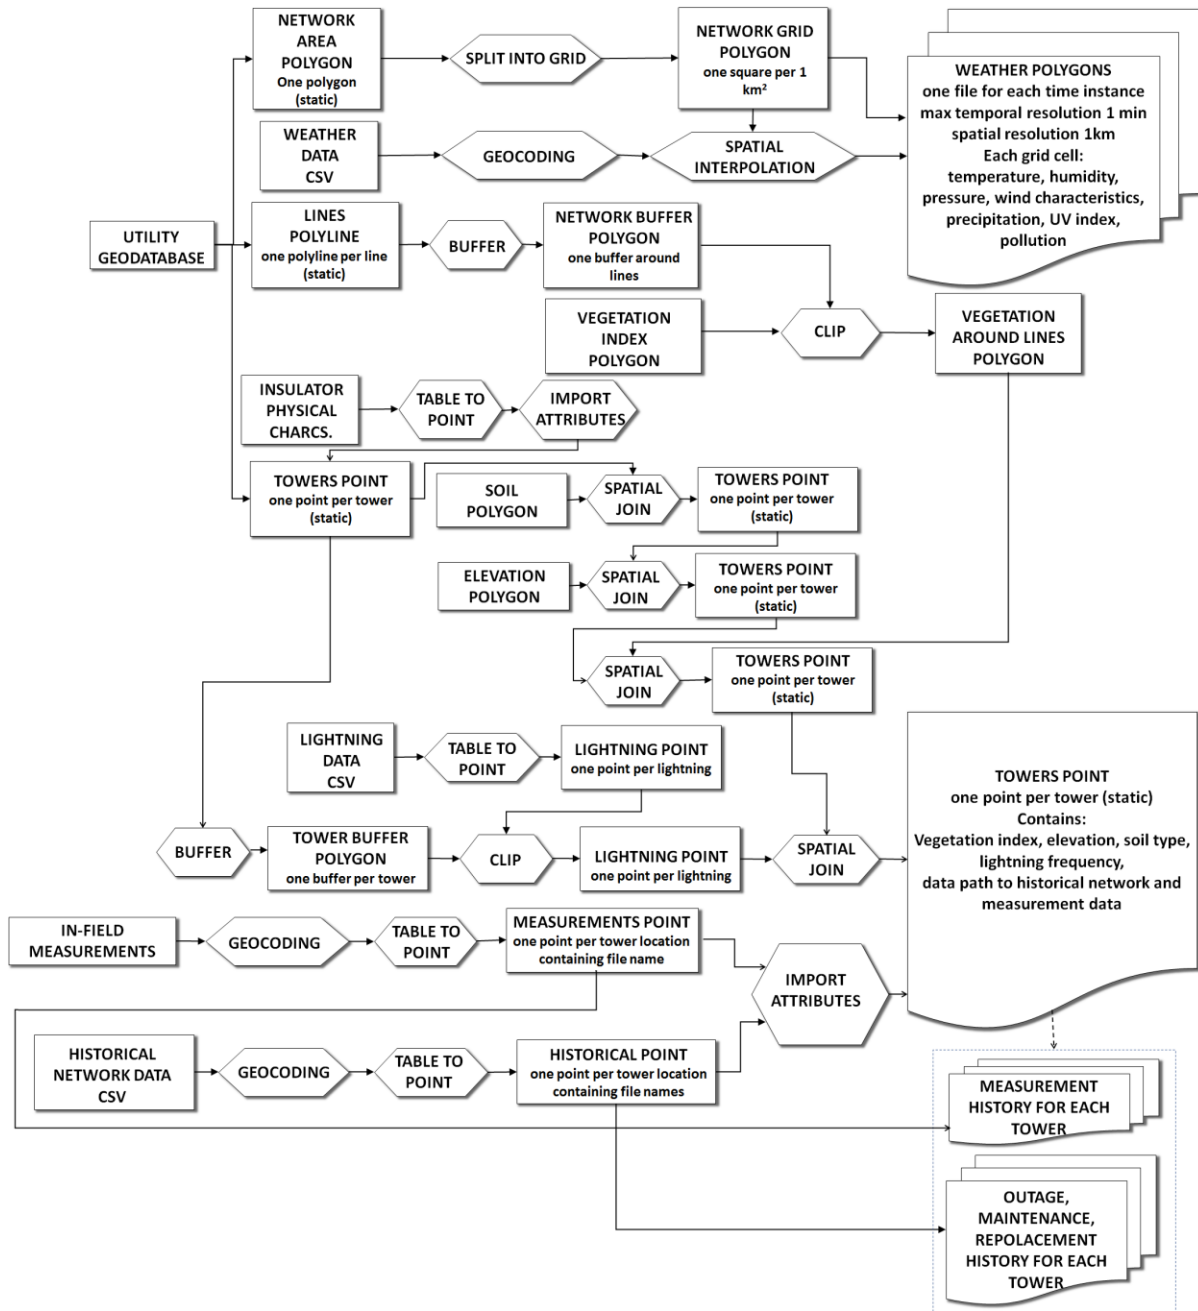 NETWORK
AREA
POLYGON
One polygon
(static)
SPLIT INTO GRID
NETWORK GRID
POLYGON
one square per 1
km²
WEATHER POLYGONS
one file for each time instance
max temporal resolution 1 min
spatial resolution 1km
Each grid cell:
temperature, humidity,
pressure, wind characteristics,
precipitation, UV index,
pollution
WEATHER
DATA
CSV
GEOCODING
SPATIAL
INTERPOLATION
UTILITY
GEODATABASE
LINES
POLYLINE
one polyline per line
(static)
BUFFER
NETWORK BUFFER
POLYGON
one buffer around
lines
VEGETATION
INDEX
POLYGON
CLIP
VEGETATION
AROUND LINES
POLYGON
INSULATOR
PHYSICAL
CHARCS.
TABLE TO
POINT
IMPORT
ATTRIBUTES
TOWERS POINT
one point per tower
(static)
SOIL
POLYGON
SPATIAL
JOIN
TOWERS POINT
one point per tower
(static)
ELEVATION
POLYGON
SPATIAL
JOIN
TOWERS POINT
one point per tower
(static)
SPATIAL
JOIN
TOWERS POINT
one point per tower
(static)
LIGHTNING
DATA
CSV
TABLE TO
POINT
LIGHTNING POINT
one point per lightning
BUFFER
TOWER BUFFER
POLYGON
one buffer per tower
CLIP
LIGHTNING POINT
one point per lightning
SPATIAL
JOIN
TOWERS POINT
one point per tower (static)
Contains:
Vegetation index, elevation, soil type,
lightning frequency,
data path to historical network and
measurement data
IN-FIELD
MEASUREMENTS
GEOCODING
TABLE TO
POINT
MEASUREMENTS POINT
one point per tower location
containing file name
IMPORT
ATTRIBUTES
HISTORICAL
NETWORK DATA
CSV
GEOCODING
TABLE TO
POINT
HISTORICAL POINT
one point per tower location
containing file names
MEASUREMENT
HISTORY FOR EACH
TOWER
OUTAGE,
MAINTENANCE,
REPOLACEMENT
HISTORY FOR EACH
TOWER